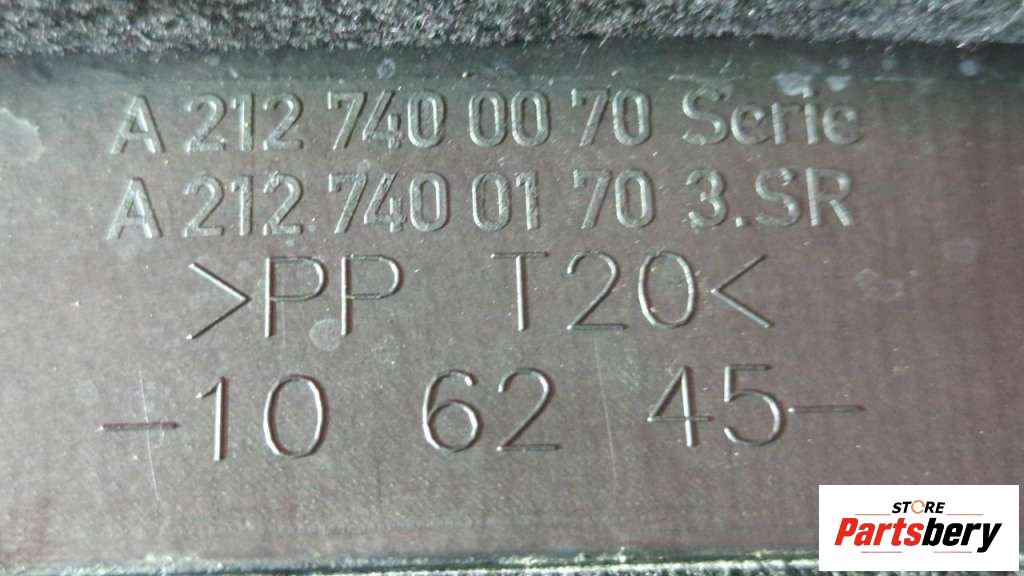 A 212 740 00 70 Serie
A 212.740 01 70 3.SR
>PP T20<
-10 62 45-
STORE
Partsbery